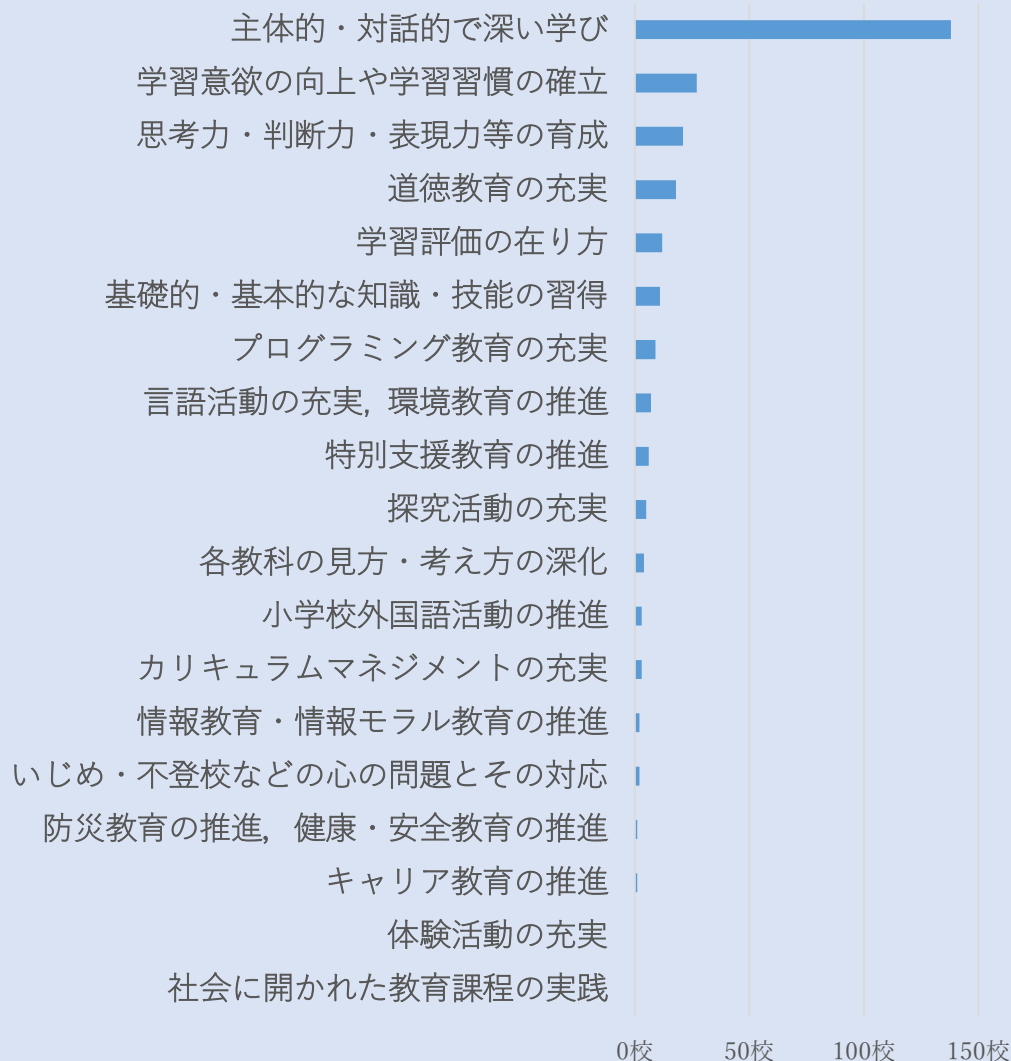 主体的・対話的で深い学び
学習意欲の向上や学習習慣の確立
思考力・判断力・表現力等の育成
道徳教育の充実
学習評価の在り方
基礎的・基本的な知識・技能の習得
プログラミング教育の充実
言語活動の充実，環境教育の推進
特別支援教育の推進
探究活動の充実
各教科の見方・考え方の深化
小学校外国語活動の推進
カリキュラムマネジメントの充実
情報教育・情報モラル教育の推進
いじめ・不登校などの心の問題とその対応
防災教育の推進，健康・安全教育の推進
キャリア教育の推進
体験活動の充実
社会に開かれた教育課程の実践
0校 50校 100校 150校